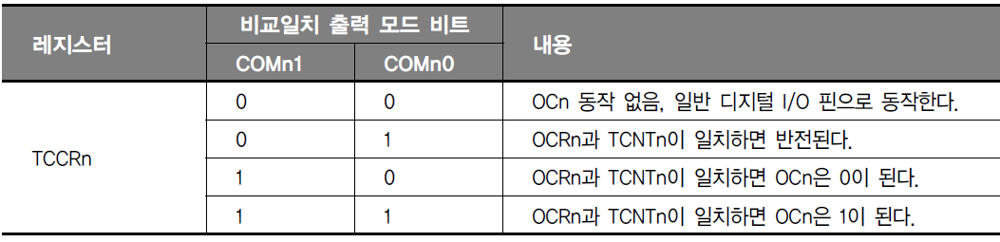 레지스터 비교일치 출력 모드 비트 내용
COMn1 COMn0
TCCRn
0 0 OCn 동작 없음, 일반 디지털 I/O 핀으로 동작한다.
0 1 OCRn과 TCNTn이 일치하면 반전된다.
1 0 OCRn과 TCNTn이 일치하면 OCn은 0이 된다.
1 1 OCRn과 TCNTn이 일치하면 OCn은 1이 된다.